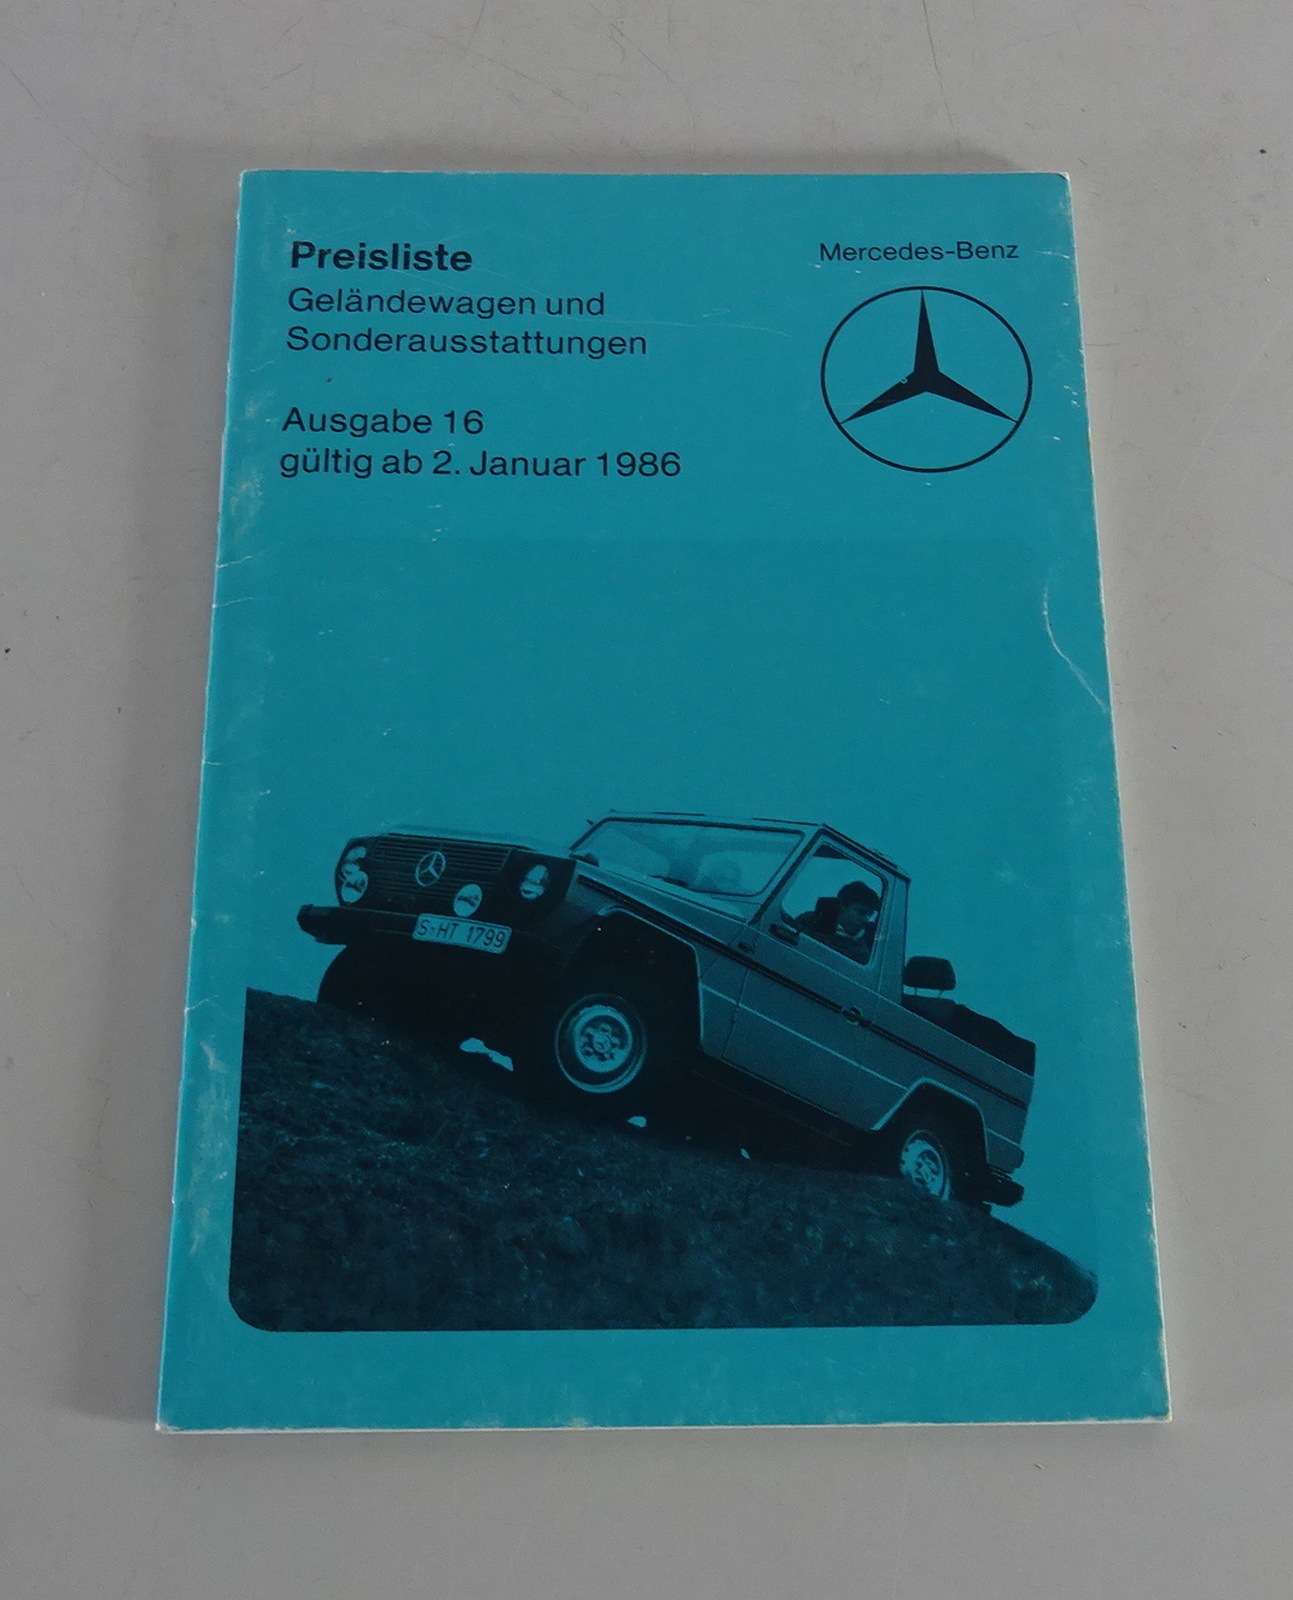 Preisliste
Geländewagen und
Sonderausstattungen
Ausgabe 16
gültig ab 2. Januar 1986
Mercedes-Benz
S-HT 1799